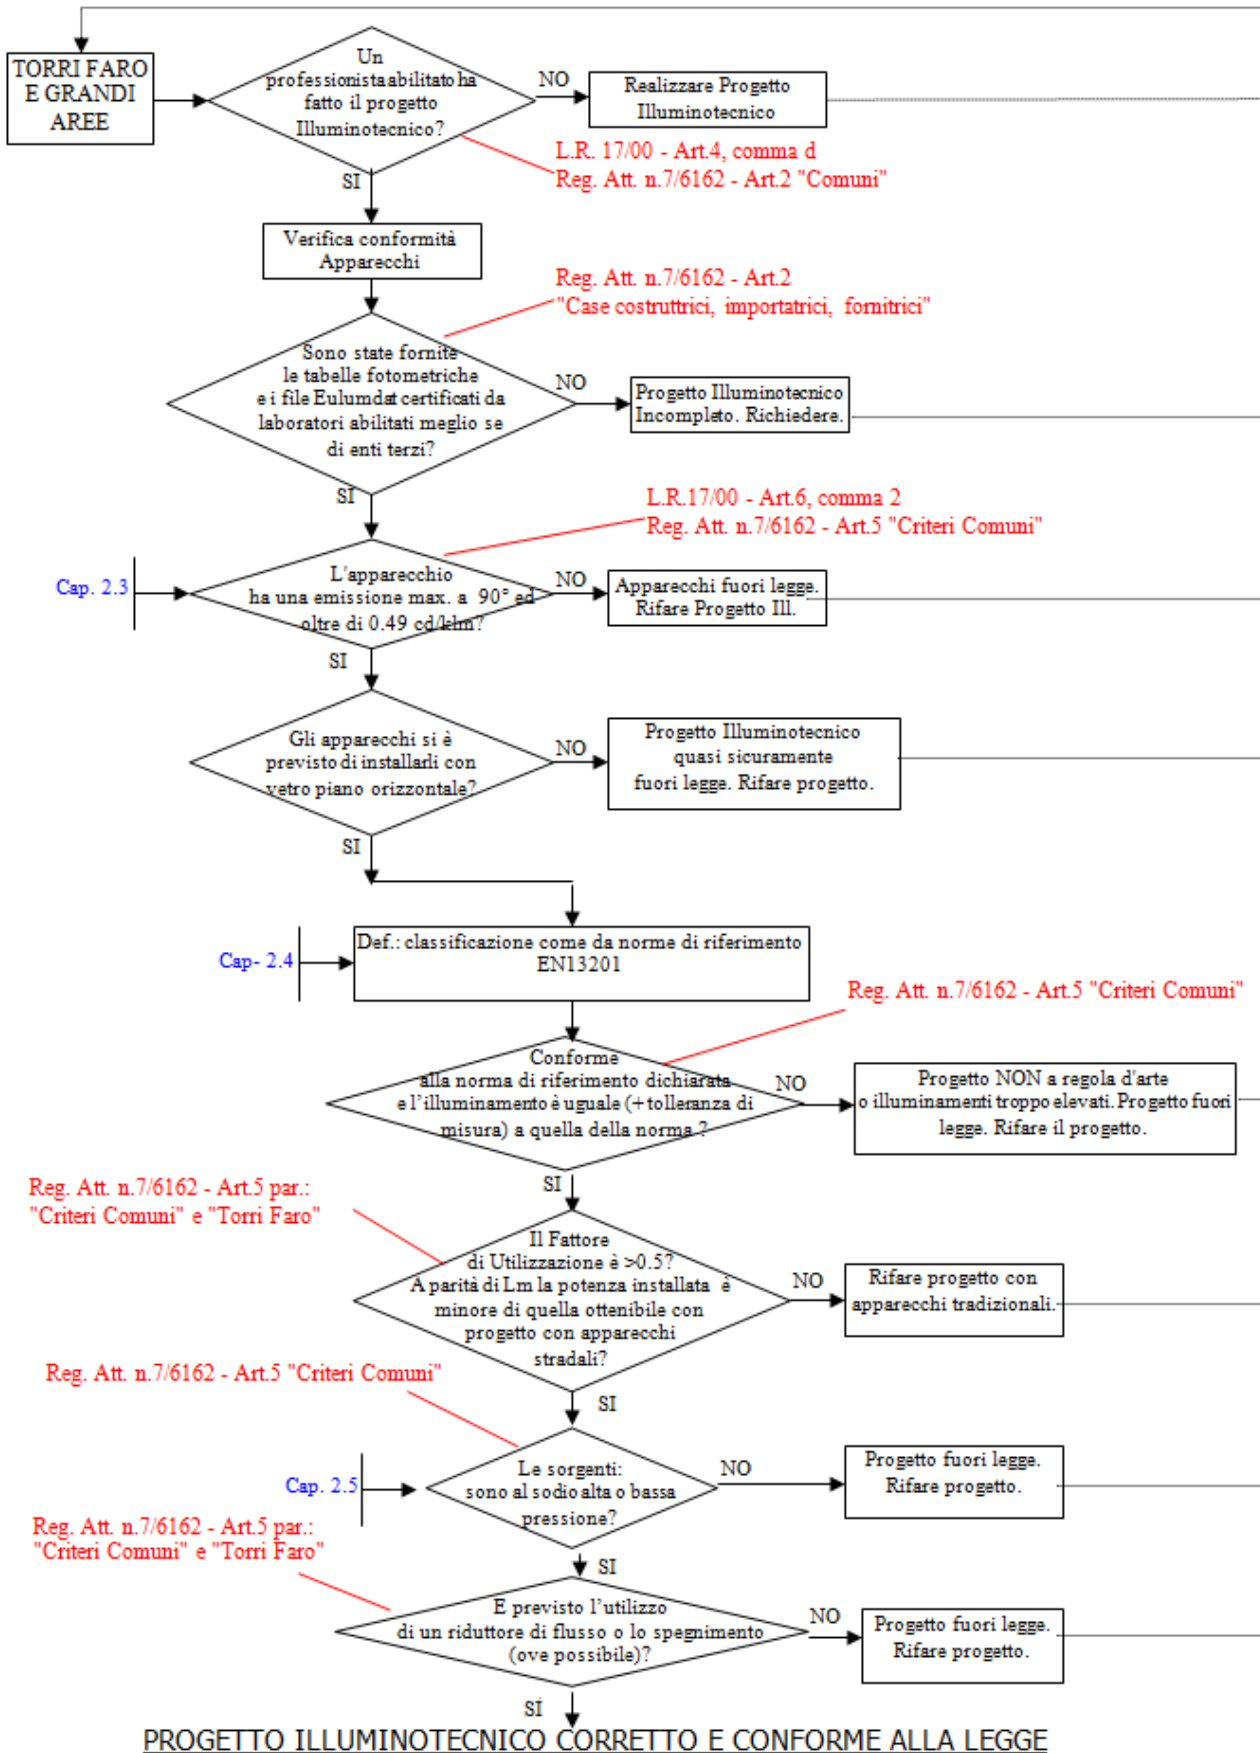 TORRI FARO
E GRANDI
AREE
Un
professionista abilitato ha
fatto il progetto
Illuminotecnico?
NO
Realizzare Progetto
Illuminotecnico
L.R. 17/00 - Art.4, comma d
Reg. Att. n.7/6162 - Art.2 "Comuni"
SI
Verifica conformità
Apparecchi
Reg. Att. n.7/6162 - Art.2
"Case costruttrici, importatrici, fornitrici"
Sono state fornite
le tabelle fotometriche
e i file Eulumdat certificati da
laboratori abilitati meglio se
di enti terzi?
NO
Progetto Illuminotecnico
Incompleto. Richiedere.
SI
L.R.17/00 - Art.6, comma 2
Reg. Att. n.7/6162 - Art.5 "Criteri Comuni"
Cap. 2.3
L'apparecchio
ha una emissione max. a 90° ed
oltre di 0.49 cd/klm?
NO
Apparecchi fuori legge.
Rifare Progetto Ill.
SI
Gli apparecchi si è
previsto di installarli con
vetro piano orizzontale?
NO
Progetto Illuminotecnico
quasi sicuramente
fuori legge. Rifare progetto.
SI
Cap- 2.4
Def.: classificazione come da norme di riferimento
EN13201
Reg. Att. n.7/6162 - Art.5 "Criteri Comuni"
Conforme
alla norma di riferimento dichiarata
e l'illuminamento è uguale (+ tolleranza di
misura) a quella della norma ?
NO
Progetto NON a regola d'arte
o illuminamenti troppo elevati. Progetto fuori
legge. Rifare il progetto.
SI
Reg. Att. n.7/6162 - Art.5 par.:
"Criteri Comuni" e "Torri Faro"
Il Fattore
di Utilizzazione è >0.5?
A parità di Lm la potenza installata è
minore di quella ottenibile con
progetto con apparecchi
stradali?
NO
Rifare progetto con
apparecchi tradizionali.
SI
Reg. Att. n.7/6162 - Art.5 "Criteri Comuni"
Cap. 2.5
Le sorgenti:
sono al sodio alta o bassa
pressione?
NO
Progetto fuori legge.
Rifare progetto.
SI
Reg. Att. n.7/6162 - Art.5 par.:
"Criteri Comuni" e "Torri Faro"
E previsto l'utilizzo
di un riduttore di flusso o lo spegnimento
(ove possibile)?
NO
Progetto fuori legge.
Rifare progetto.
SI
PROGETTO ILLUMINOTECNICO CORRETTO E CONFORME ALLA LEGGE